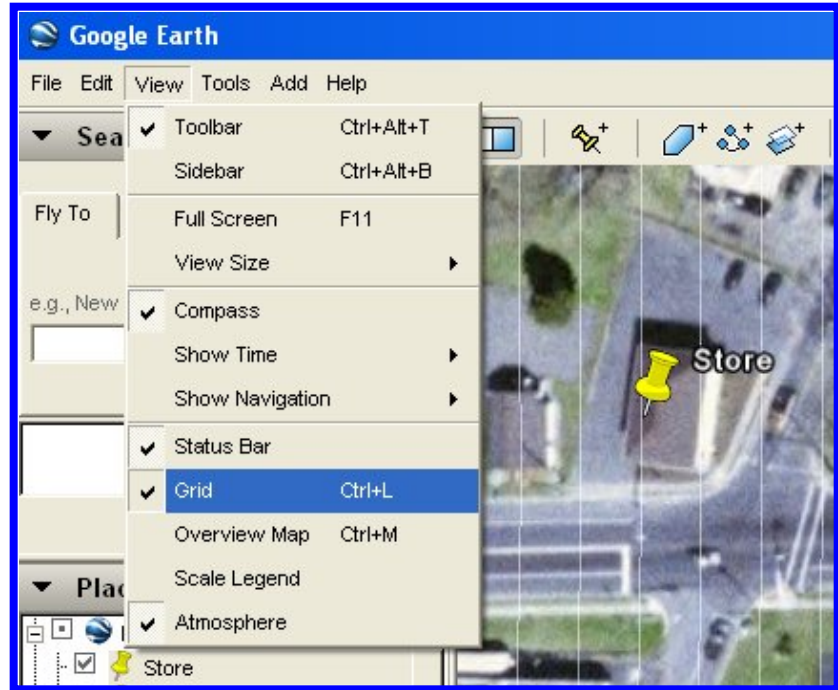 Google Earth
File Edit View Tools Add Help
Sea
Toolbar Ctrl+Alt+T
Sidebar Ctrl+Alt+B
Fly To
Full Screen F11
View Size
e.g., New
Compass
Show Time
Show Navigation
Store
Status Bar
Grid Ctrl+L
Overview Map Ctrl+M
Scale Legend
Plac
Atmosphere
Store